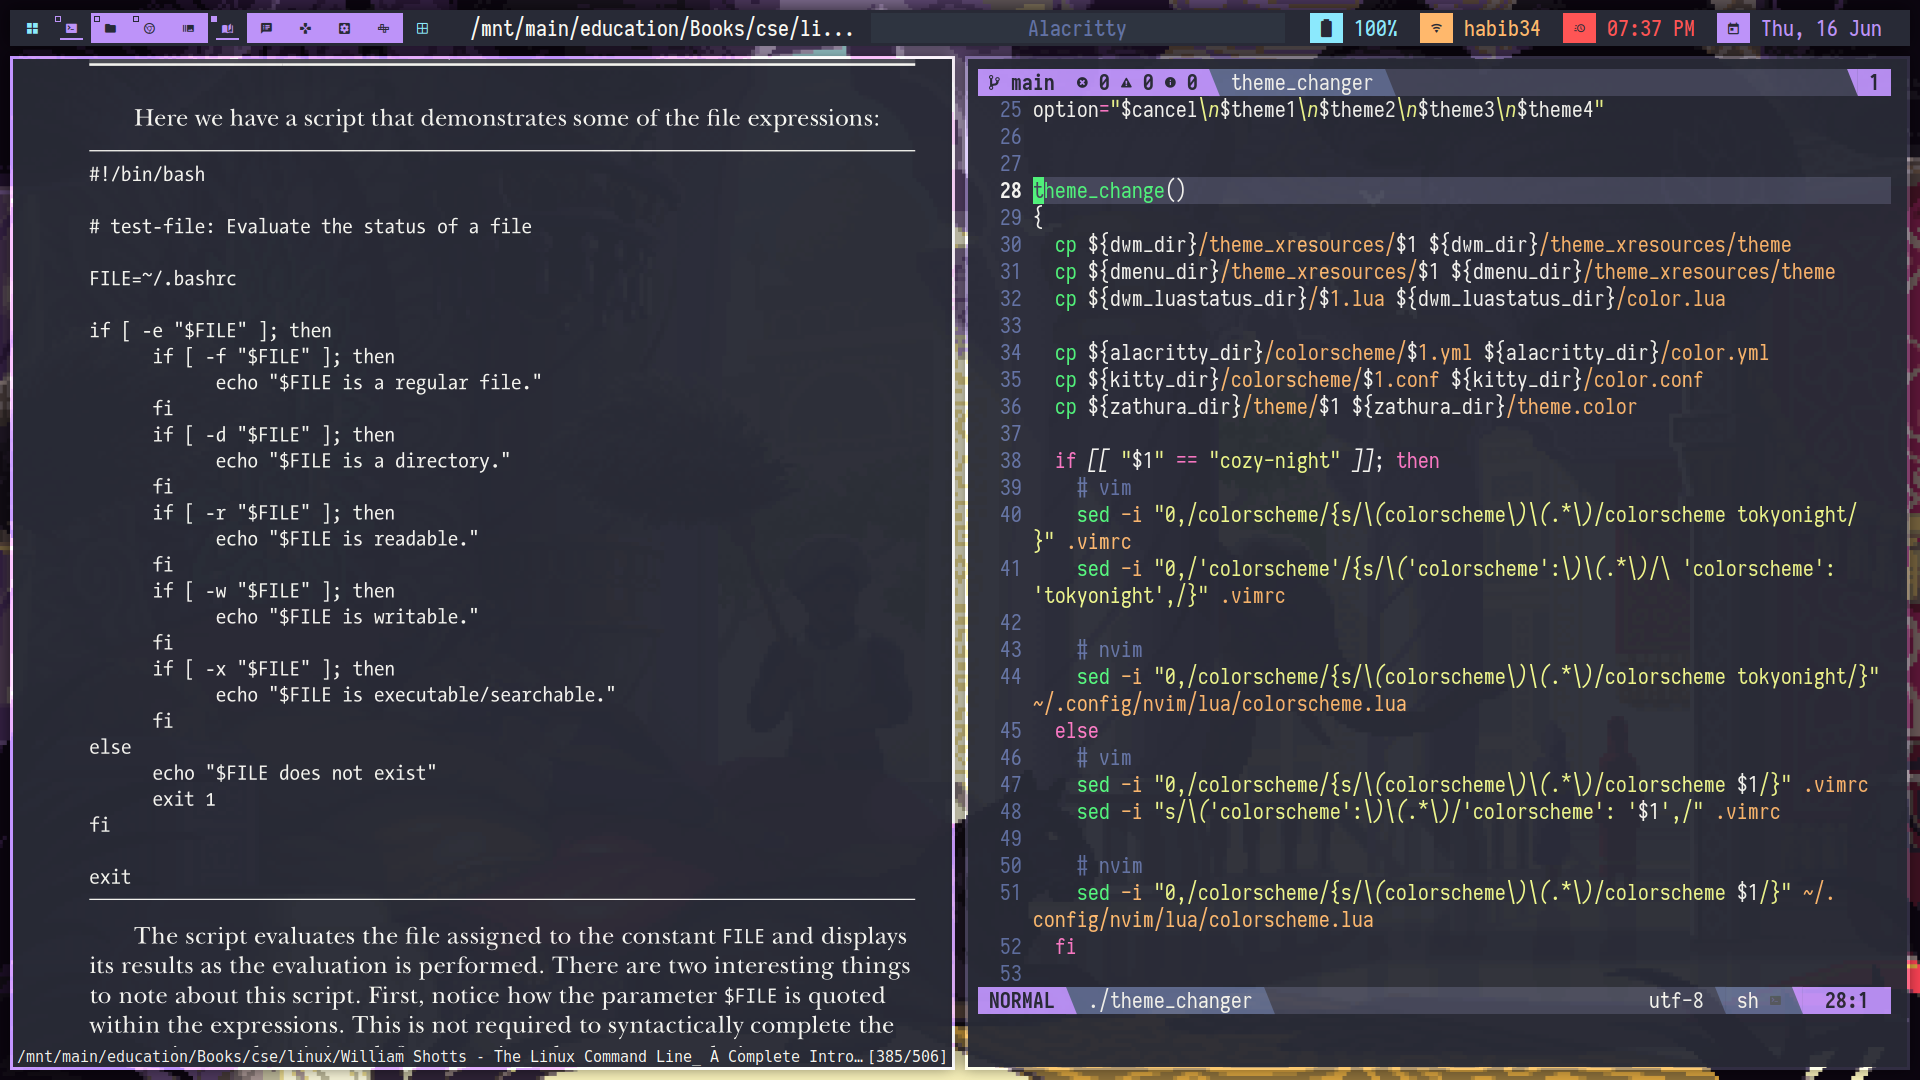 /mnt/main/education/Books/cse/li...
Alacritty
100%
habib34
07:37 PM
Thu, 16 Jun
Here we have a script that demonstrates some of the file expressions:
#!/bin/bash
# test-file: Evaluate the status of a file
FILE=~/.bashrc
if [ -e "$FILE" ]; then
if [ -f "$FILE" ]; then
echo "$FILE is a regular file."
fi
if [ -d "$FILE" ]; then
echo "$FILE is a directory."
fi
if [ -r "$FILE" ]; then
echo "$FILE is readable."
fi
if [ -w "$FILE" ]; then
echo "$FILE is writable."
fi
if [ -x "$FILE" ]; then
echo "$FILE is executable/searchable."
fi
else
echo "$FILE does not exist"
exit 1
fi
exit
The script evaluates the file assigned to the constant FILE and displays
its results as the evaluation is performed. There are two interesting things
to note about this script. First, notice how the parameter $FILE is quoted
within the expressions. This is not required to syntactically complete the
/mnt/main/education/Books/cse/linux/William Shotts - The Linux Command Line_ A Complete Intro… [385/506]
main 0 0 0 theme_changer 1
25 option="$cancel\n$theme1\n$theme2\n$theme3\n$theme4"
26
27
28 theme_change()
29 {
30 cp ${dwm_dir}/theme_xresources/$1 ${dwm_dir}/theme_xresources/theme
31 cp ${dmenu_dir}/theme_xresources/$1 ${dmenu_dir}/theme_xresources/theme
32 cp ${dwm_luastatus_dir}/$1.lua ${dwm_luastatus_dir}/color.lua
33
34 cp ${alacritty_dir}/colorscheme/$1.yml ${alacritty_dir}/color.yml
35 cp ${kitty_dir}/colorscheme/$1.conf ${kitty_dir}/color.conf
36 cp ${zathura_dir}/theme/$1 ${zathura_dir}/theme.color
37
38 if [[ "$1" == "cozy-night" ]]; then
39 # vim
40 sed -i "0,/colorscheme/{s/\(colorscheme\)\(.*\)/colorscheme tokyonight/
}" .vimrc
41 sed -i "0,/'colorscheme'/{s/\('colorscheme':\)\(.*\)/\ 'colorscheme':
'tokyonight',/}" .vimrc
42
43 # nvim
44 sed -i "0,/colorscheme/{s/\(colorscheme\)\(.*\)/colorscheme tokyonight/}"
~/.config/nvim/lua/colorscheme.lua
45 else
46 # vim
47 sed -i "0,/colorscheme/{s/\(colorscheme\)\(.*\)/colorscheme $1/}" .vimrc
48 sed -i "s/\('colorscheme':\)\(.*\)/'colorscheme': '$1',/" .vimrc
49
50 # nvim
51 sed -i "0,/colorscheme/{s/\(colorscheme\)\(.*\)/colorscheme $1/}" ~/.
config/nvim/lua/colorscheme.lua
52 fi
53
NORMAL ./theme_changer utf-8 sh 28:1